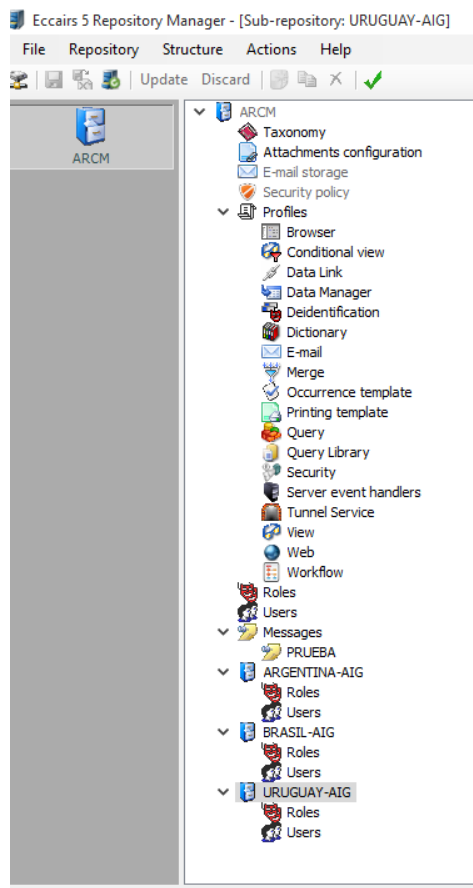 Eccairs 5 Repository Manager - [Sub-repository: URUGUAY-AIG]
File Repository Structure Actions Help
Update Discard
ARCM
ARCM
Taxonomy
Attachments configuration
E-mail storage
Security policy
Profiles
Browser
Conditional view
Data Link
Data Manager
Deidentification
Dictionary
E-mail
Merge
Occurrence template
Printing template
Query
Query Library
Security
Server event handlers
Tunnel Service
View
Web
Workflow
Roles
Users
Messages
PRUEBA
ARGENTINA-AIG
Roles
Users
BRASIL-AIG
Roles
Users
URUGUAY-AIG
Roles
Users